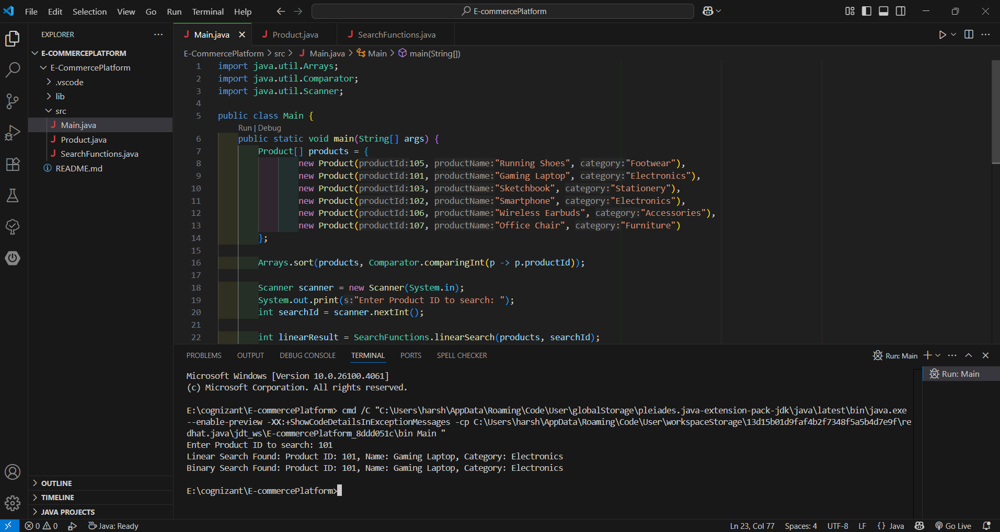 File Edit Selection View Go Run Terminal Help E-commercePlatform
EXPLORER
E-COMMERCEPLATFORM
E-CommercePlatform
.vscode
lib
src
Main.java
Product.java
SearchFunctions.java
README.md
OUTLINE
TIMELINE
JAVA PROJECTS
Main.java Product.java SearchFunctions.java
E-CommercePlatform > src > Main.java > Main > main(String[])
1 import java.util.Arrays;
2 import java.util.Comparator;
3 import java.util.Scanner;
4
5 public class Main {
Run | Debug
6 public static void main(String[] args) {
7 Product[] products = {
8 new Product(productId:105, productName:"Running Shoes", category:"Footwear"),
9 new Product(productId:101, productName:"Gaming Laptop", category:"Electronics"),
10 new Product(productId:103, productName:"Sketchbook", category:"Stationery"),
11 new Product(productId:102, productName:"Smartphone", category:"Electronics"),
12 new Product(productId:106, productName:"Wireless Earbuds", category:"Accessories"),
13 new Product(productId:107, productName:"Office Chair", category:"Furniture")
14 };
15
16 Arrays.sort(products, Comparator.comparingInt(p -> p.productId));
17
18 Scanner scanner = new Scanner(System.in);
19 System.out.print(s:"Enter Product ID to search: ");
20 int searchId = scanner.nextInt();
21
22 int linearResult = SearchFunctions.linearSearch(products, searchId);
PROBLEMS OUTPUT DEBUG CONSOLE TERMINAL PORTS SPELL CHECKER
Run: Main
Run: Main
Microsoft Windows [Version 10.0.26100.4061]
(c) Microsoft Corporation. All rights reserved.
E:\cognizant\E-commercePlatform> cmd /C "C:\Users\harsh\AppData\Roaming\Code\User\globalStorage\pleiades.java-extension-pack-jdk\java\latest\bin\java.exe
--enable-preview -XX:+ShowCodeDetailsInExceptionMessages -cp C:\Users\harsh\AppData\Roaming\Code\User\workspaceStorage\13d15b01d9faf4b2f7348f5a5b4d7e9f\re
dhat.java\jdt_ws\E-commercePlatform_8ddd051c\bin Main "
Enter Product ID to search: 101
Linear Search Found: Product ID: 101, Name: Gaming Laptop, Category: Electronics
Binary Search Found: Product ID: 101, Name: Gaming Laptop, Category: Electronics
E:\cognizant\E-commercePlatform>
0 0 Java: Ready Ln 23, Col 77 Spaces: 4 UTF-8 LF {} Java Go Live